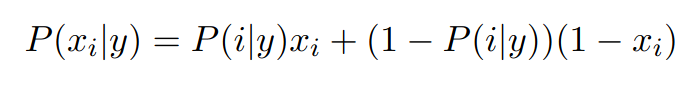 P(x_i|y) = P(i|y)x_i + (1 − P(i|y))(1 − x_i)